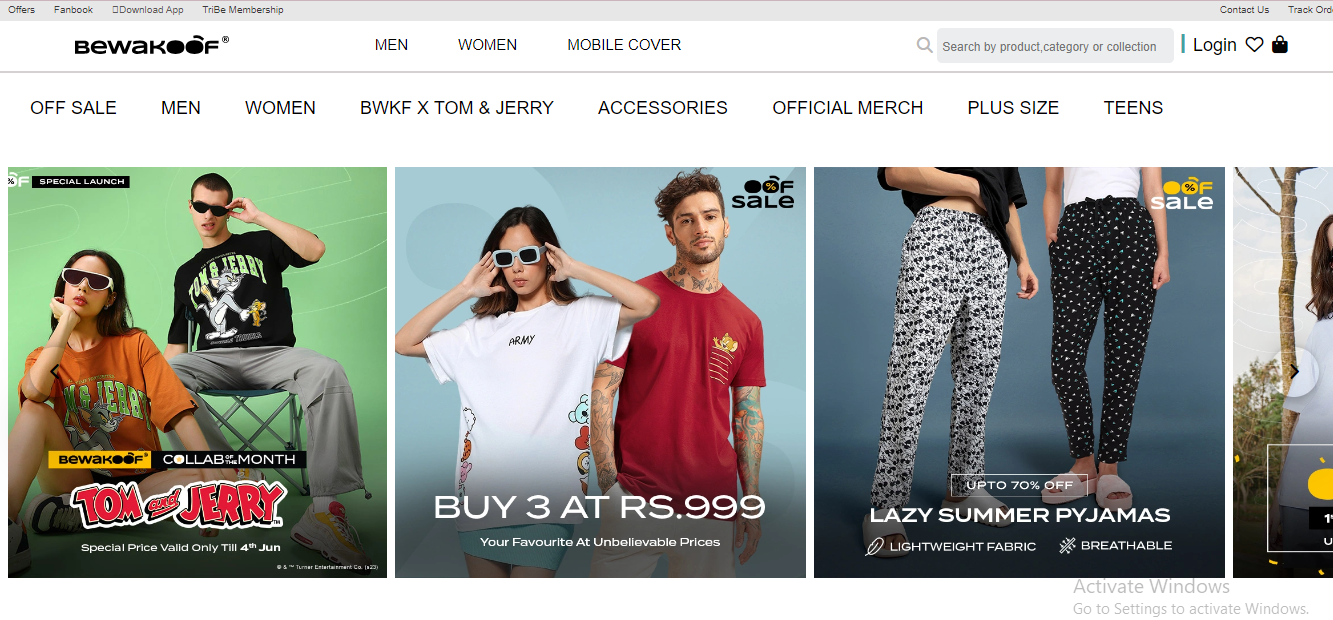 Offers Fanbook Download App TriBe Membership Contact Us Track Ord
BEWAKOOF® MEN WOMEN MOBILE COVER Search by product,category or collection Login
OFF SALE MEN WOMEN BWKF X TOM & JERRY ACCESSORIES OFFICIAL MERCH PLUS SIZE TEENS
SPECIAL LAUNCH
TOM & JERRY
TOM & JERRY
BEWAKOOF® COLLAB OF THE MONTH
TOM and JERRY™
Special Price Valid Only Till 4th Jun
© & ™ Turner Entertainment Co. (s23)
OOF
SALE
ARMY
BUY 3 AT RS.999
Your Favourite At Unbelievable Prices
OOF
SALE
UPTO 70% OFF
LAZY SUMMER PYJAMAS
LIGHTWEIGHT FABRIC BREATHABLE
Activate Windows
Go to Settings to activate Windows.